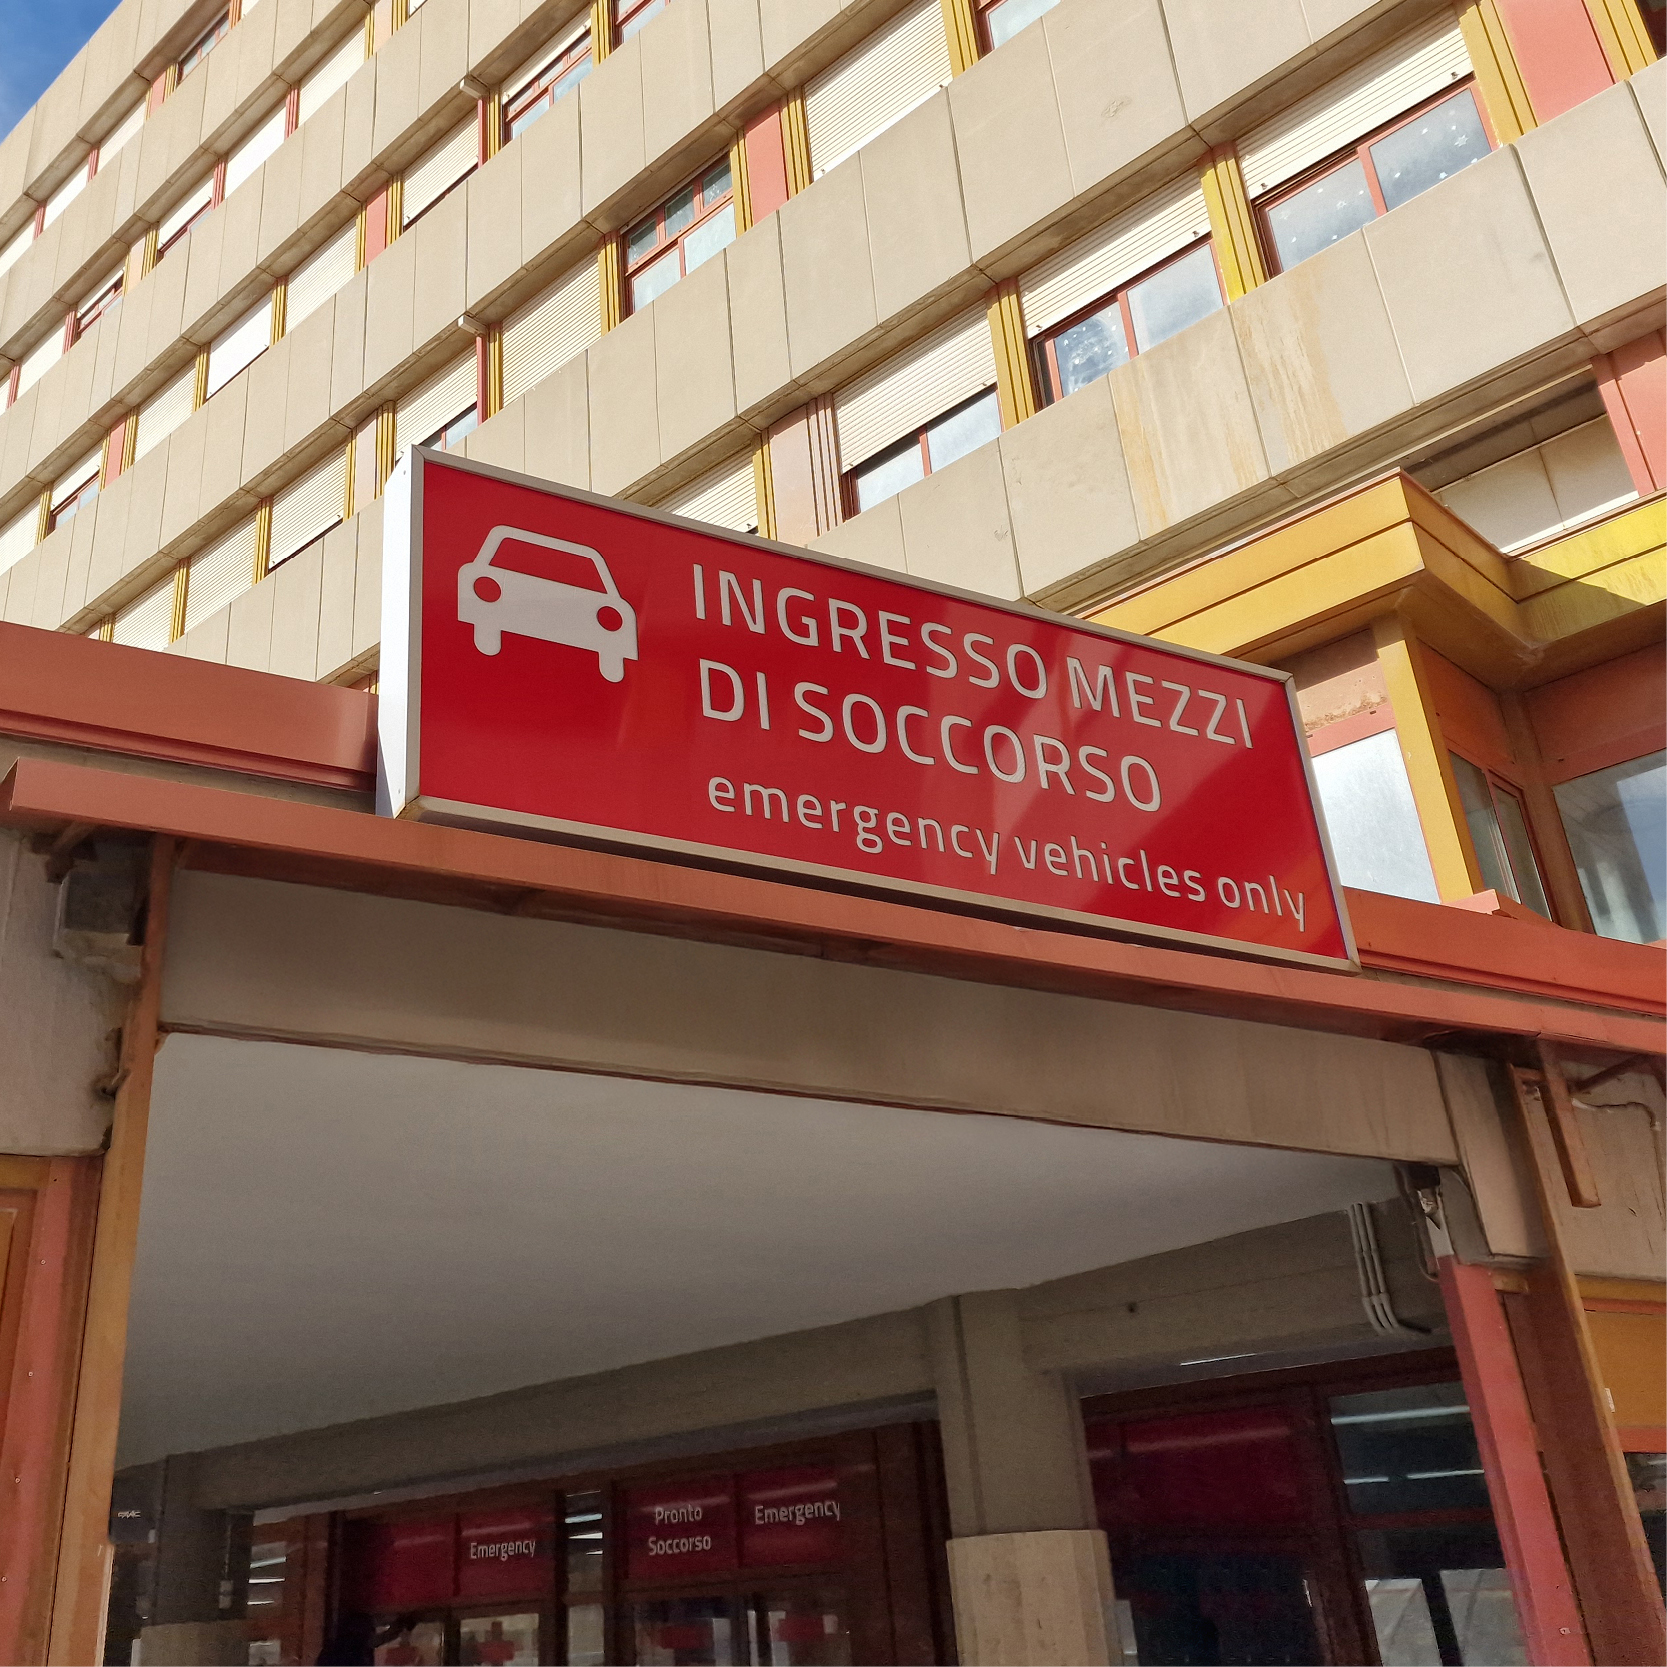 INGRESSO MEZZI
DI SOCCORSO
emergency vehicles only
Emergency
Pronto
Soccorso
Emergency